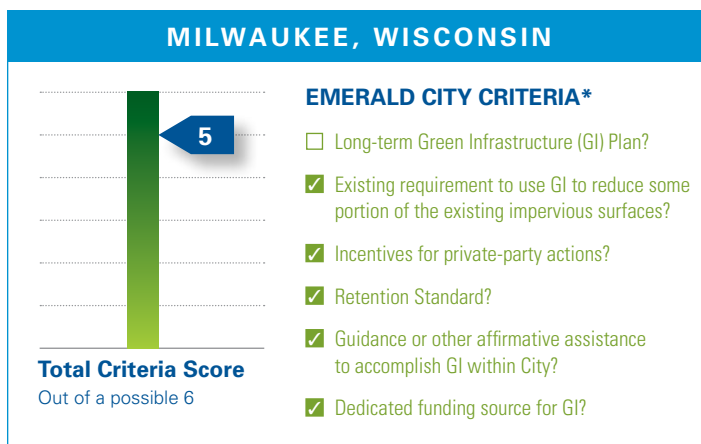 MILWAUKEE, WISCONSIN
5
Total Criteria Score
Out of a possible 6
EMERALD CITY CRITERIA*
Long-term Green Infrastructure (GI) Plan?
Existing requirement to use GI to reduce some
portion of the existing impervious surfaces?
Incentives for private-party actions?
Retention Standard?
Guidance or other affirmative assistance
to accomplish GI within City?
Dedicated funding source for GI?